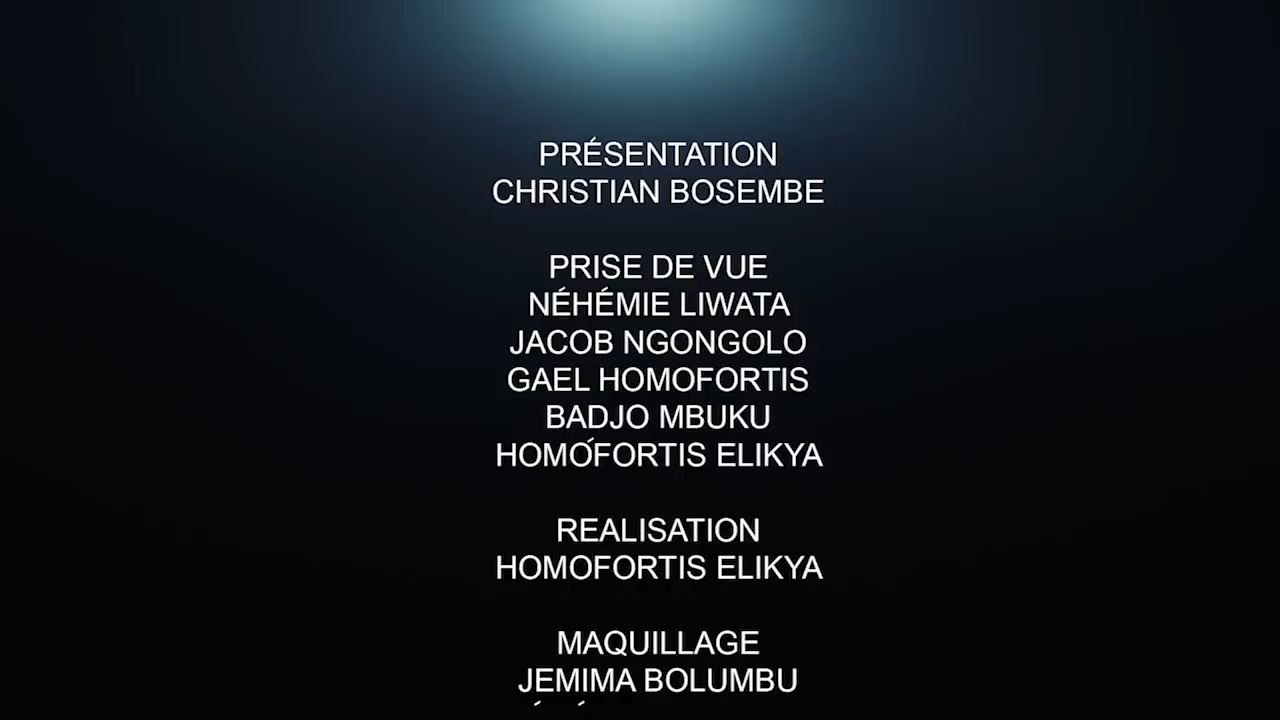 PRÉSENTATION
CHRISTIAN BOSEMBE
PRISE DE VUE
NÉHÉMIE LIWATA
JACOB NGONGOLO
GAEL HOMOFORTIS
BADJO MBUKU
HOMÓFORTIS ELIKYA
REALISATION
HOMOFORTIS ELIKYA
MAQUILLAGE
JEMIMA BOLUMBU